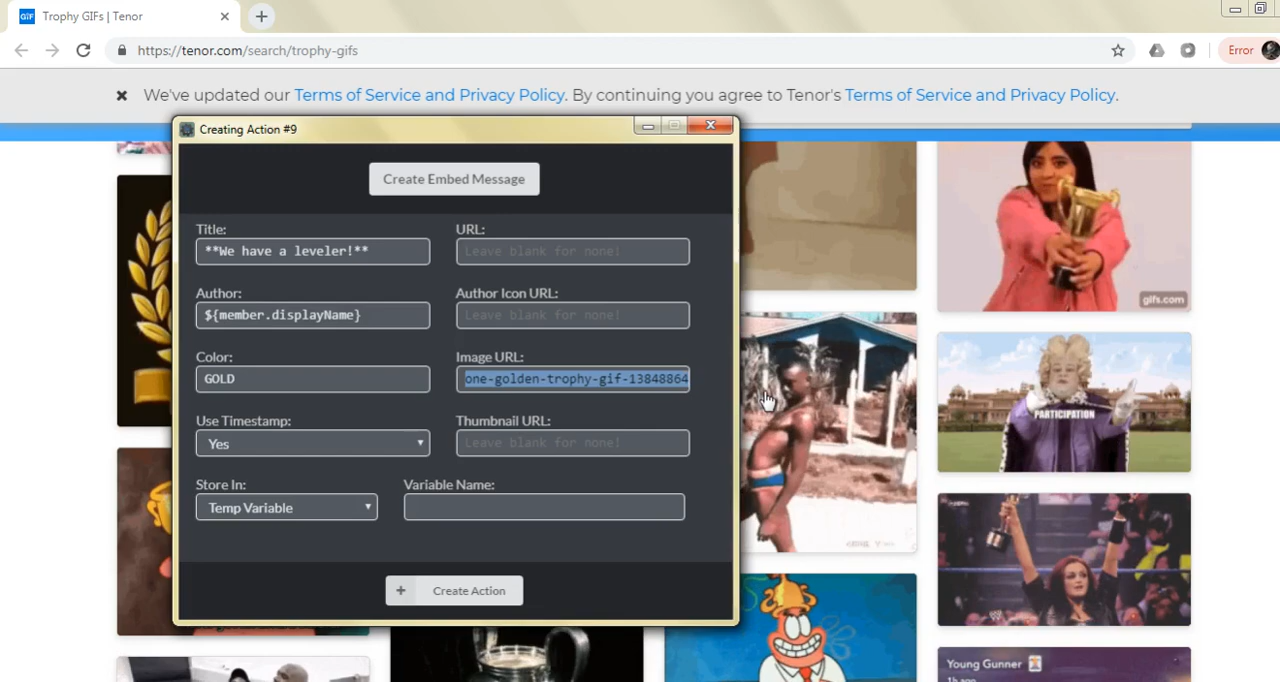 GIF Trophy GIFs | Tenor
https://tenor.com/search/trophy-gifs
Error
We've updated our Terms of Service and Privacy Policy. By continuing you agree to Tenor's Terms of Service and Privacy Policy.
Creating Action #9
Create Embed Message
Title:
URL:
**We have a leveler!**
Leave blank for none!
Author:
Author Icon URL:
${member.displayName}
Leave blank for none!
Color:
Image URL:
GOLD
one-golden-trophy-gif-13848864
Use Timestamp:
Thumbnail URL:
Yes
Leave blank for none!
Store In:
Variable Name:
Temp Variable
+ Create Action
gifs.com
PARTICIPATION
Young Gunner
1h ago